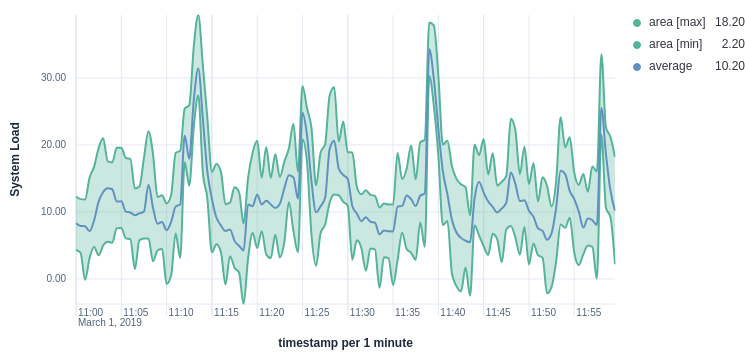 area [max] 18.20
area [min] 2.20
average 10.20
System Load
30.00
20.00
10.00
0.00
11:00 11:05 11:10 11:15 11:20 11:25 11:30 11:35 11:40 11:45 11:50 11:55
March 1, 2019
timestamp per 1 minute